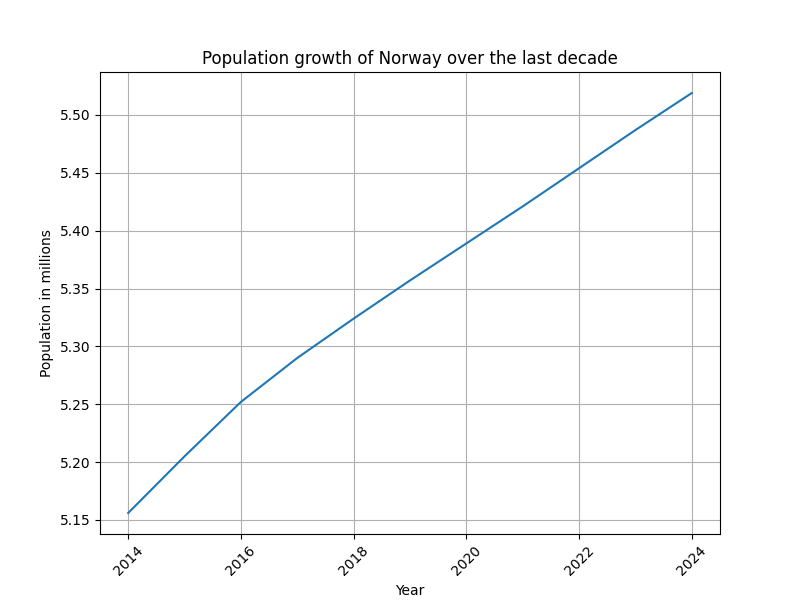 Population growth of Norway over the last decade
Population in millions
5.50
5.45
5.40
5.35
5.30
5.25
5.20
5.15
2014 2016 2018 2020 2022 2024
Year